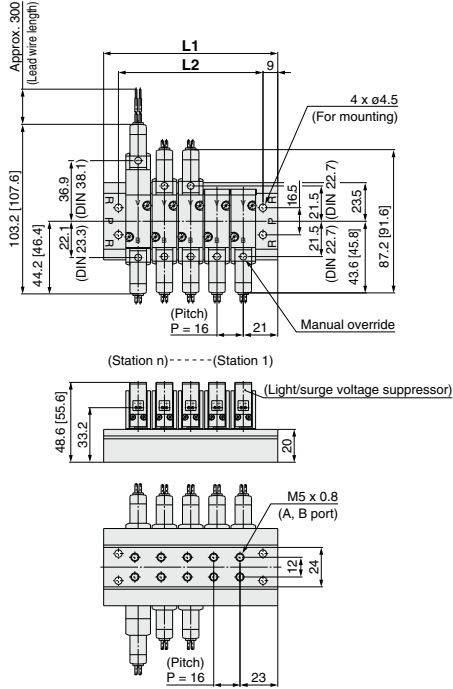 L1
L2
9
Approx. 300
(Lead wire length)
4 x ø4.5
(For mounting)
103.2 [107.6]
44.2 [46.4]
36.9
(DIN 38.1)
22.1
(DIN 23.3)
16.5
21.5
(DIN 22.7)
21.5
(DIN 22.7)
23.5
43.6 [45.8]
87.2 [91.6]
R
P
R
R
P
R
V
V
V
V
B
B
B
B
B
(Pitch)
P = 16
21
Manual override
(Station n)------(Station 1)
(Light/surge voltage suppressor)
48.6 [55.6]
33.2
20
M5 x 0.8
(A, B port)
12
24
(Pitch)
P = 16
23